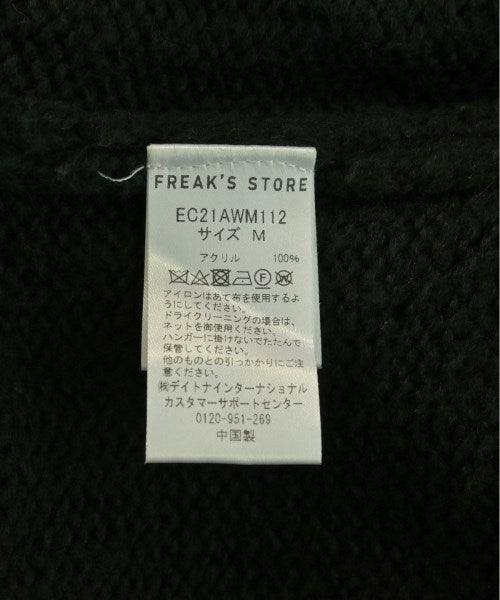 FREAK'S STORE
EC21AWM112
サイズ M
アクリル 100%
アイロンはあて布を使用するよ
うにしてください。
ドライクリーニングの場合は、
ネットを御使用ください。
ハンガーに掛けないでたたんで
保管してください。
他のものとの引っかかりにご注
意ください。
㈱デイトナインターナショナル
カスタマーサポートセンター
0120-951-269
中国製